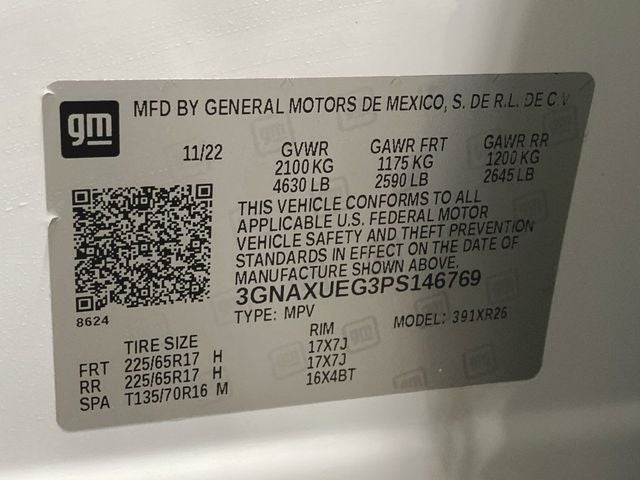 gm
MFD BY GENERAL MOTORS DE MEXICO, S. DE R.L. DE C.V
11/22 GVWR GAWR FRT GAWR RR
2100 KG 1175 KG 1200 KG
4630 LB 2590 LB 2645 LB
THIS VEHICLE CONFORMS TO ALL
APPLICABLE U.S. FEDERAL MOTOR
VEHICLE SAFETY AND THEFT PREVENTION
STANDARDS IN EFFECT ON THE DATE OF
MANUFACTURE SHOWN ABOVE.
3GNAXUEG3PS146769
8624
TYPE: MPV MODEL: 391XR26
TIRE SIZE RIM
FRT 225/65R17 H 17X7J
RR 225/65R17 H 17X7J
SPA T135/70R16 M 16X4BT